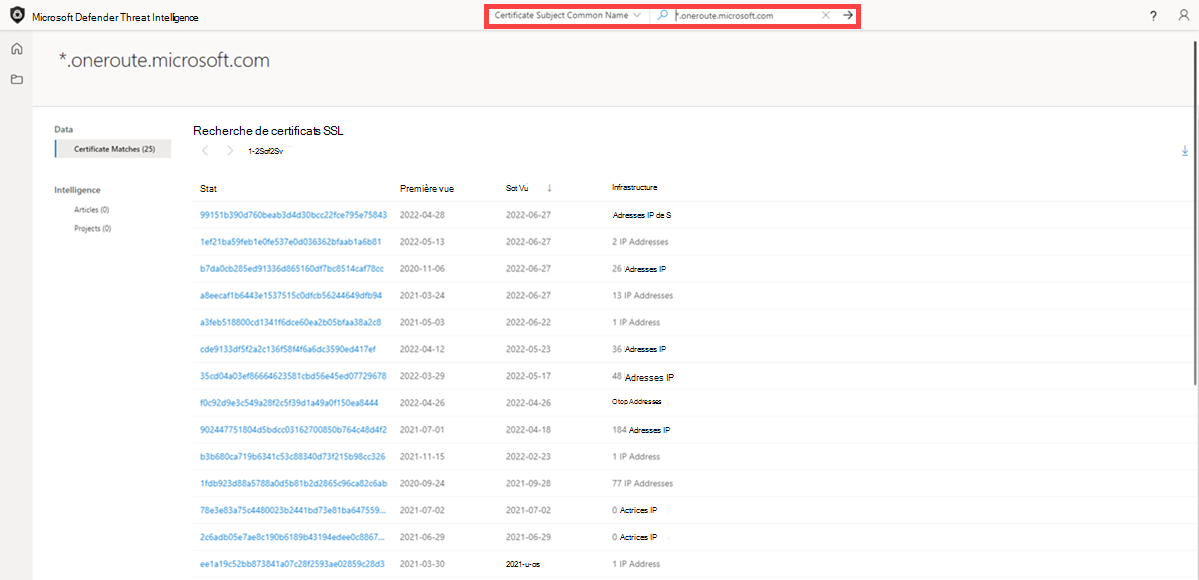 Microsoft Defender Threat Intelligence
Certificate Subject Common Name *.oneroute.microsoft.com
?
*.oneroute.microsoft.com
Data
Certificate Matches (25)
Intelligence
Articles (0)
Projects (0)
Recherche de certificats SSL
1-2Sof2Sv
Stat Première vue Sot Vu ↓ Infrastructure
99151b390d760beab3d4d30bcc22fce795e75843 2022-04-28 2022-06-27 Adresses IP de S
1ef21ba59feb1e0fe537e0d036362bfaab1a6b81 2022-05-13 2022-06-27 2 IP Addresses
b7da0cb285ed91336d865160df7bc8514caf78cc 2020-11-06 2022-06-27 26 Adresses IP
a8eecaf1b6443e1537515c0dfcb56244649dfb94 2021-03-24 2022-06-27 13 IP Addresses
a3feb518800cd1341f6dce60ea2b05bfaa38a2c8 2021-05-03 2022-06-22 1 IP Address
cde9133df5f2a2c136f58f4f6a6dc3590ed417ef 2022-04-12 2022-05-23 36 Adresses IP
35cd04a03ef86664623581cbd56e45ed07729678 2022-03-29 2022-05-17 48 Adresses IP
f0c92d9e3c549a28f2c5f39d1a49a0f150ea8444 2022-04-26 2022-04-26 Otop Addresses
902447751804d5bdcc03162700850b764c48d4f2 2021-07-01 2022-04-18 184 Adresses IP
b3b680ca719b6341c53c88340d73f215b98cc326 2021-11-15 2022-02-23 1 IP Address
1fdb923d88a5788a0d5b81b2d2865c96ca82c6ab 2020-09-24 2021-09-28 77 IP Addresses
78e3e83a75c4480023b2441bd73e81ba647559... 2021-07-02 2021-07-02 0 Actrices IP
2c6adb05e7ae8c190b6189b43194edee0c8867... 2021-06-29 2021-06-29 0 Actrices IP
ee1a19c52bb873841a07c28f2593ae02859c28d3 2021-03-30 2021-u-os 1 IP Address